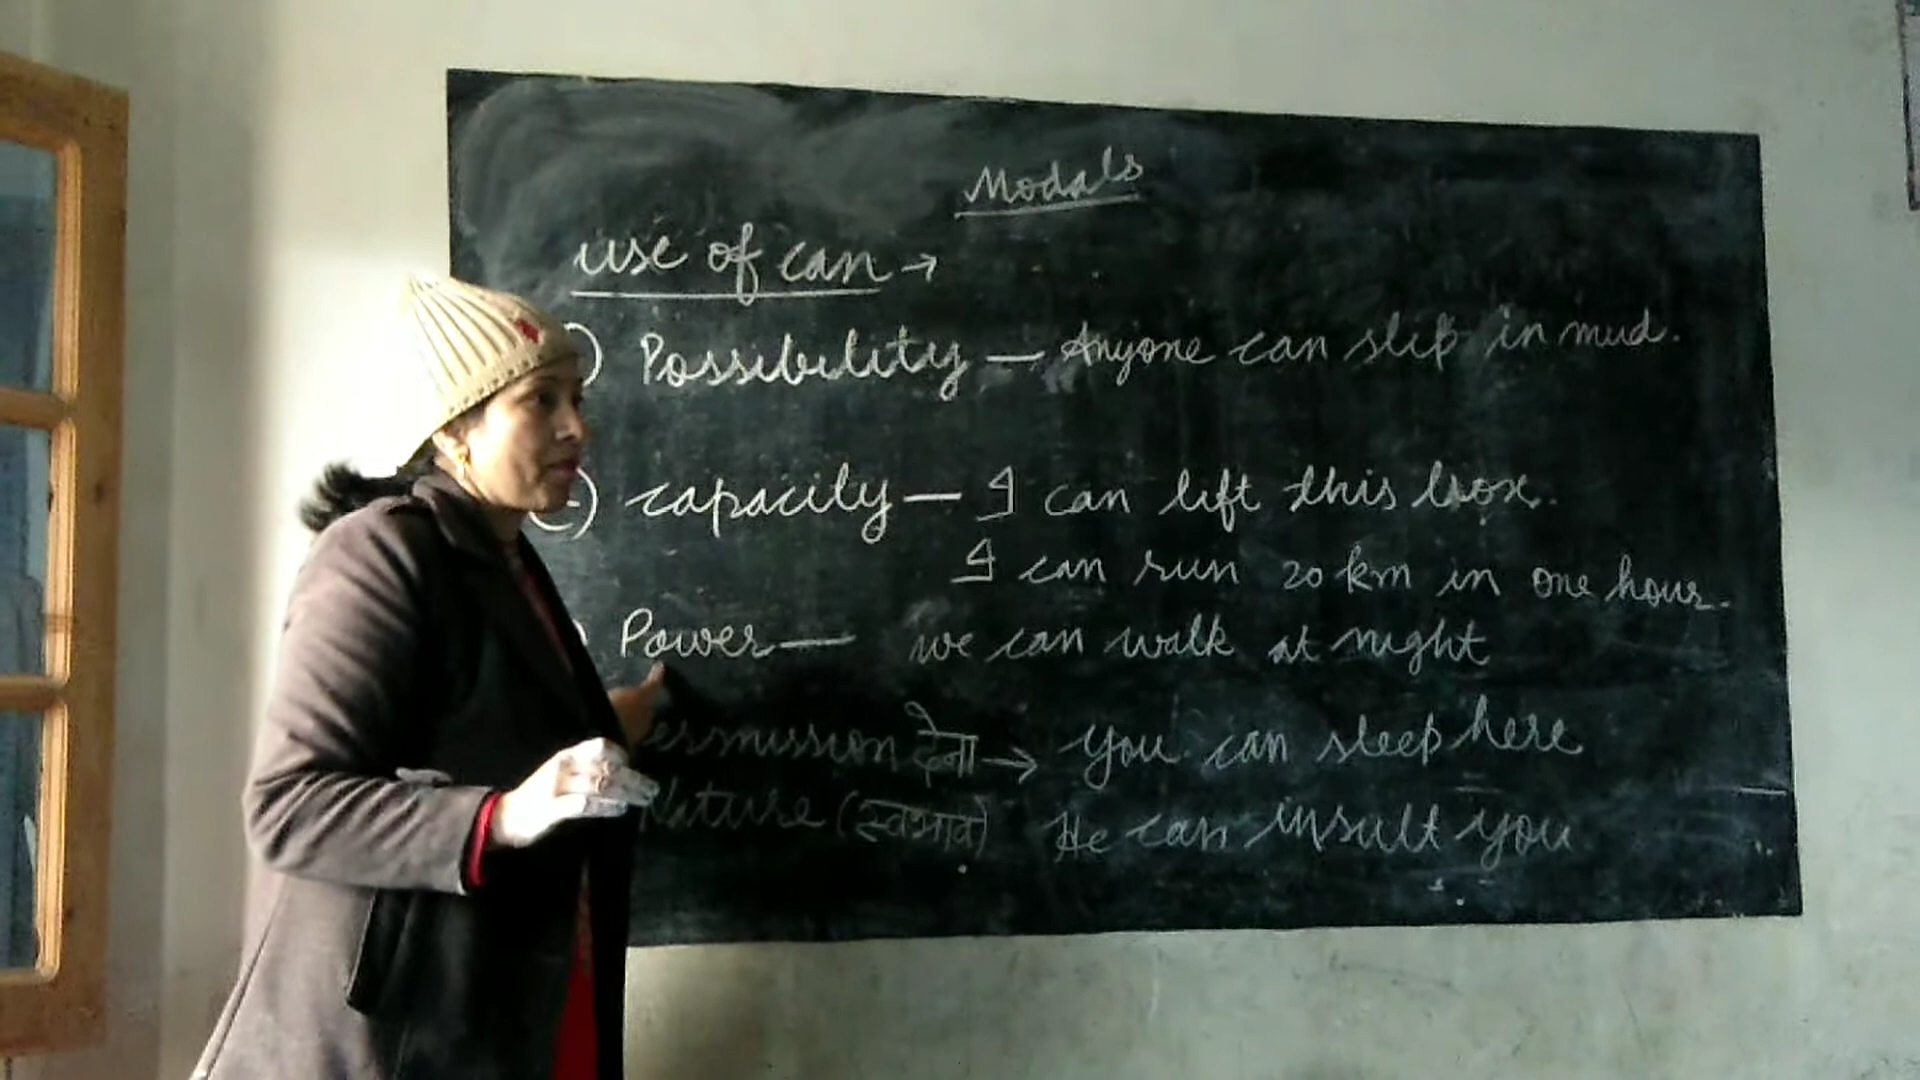 Modals
use of can →
) Possibility — Anyone can slip in mud.
) capacity — I can lift this box.
I can run 20 km in one hour.
) Power — we can walk at night
ermission देना → You can sleep here
Nature (स्वभाव) He can insult you